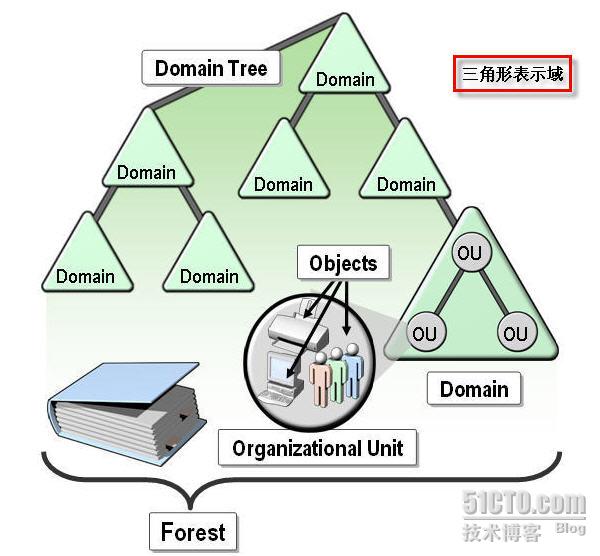 Domain Tree
Domain
三角形表示域
Domain
Domain
Domain
Domain
Domain
OU
OU
OU
Objects
Domain
Organizational Unit
Forest
51CTO.com
技术博客 Blog